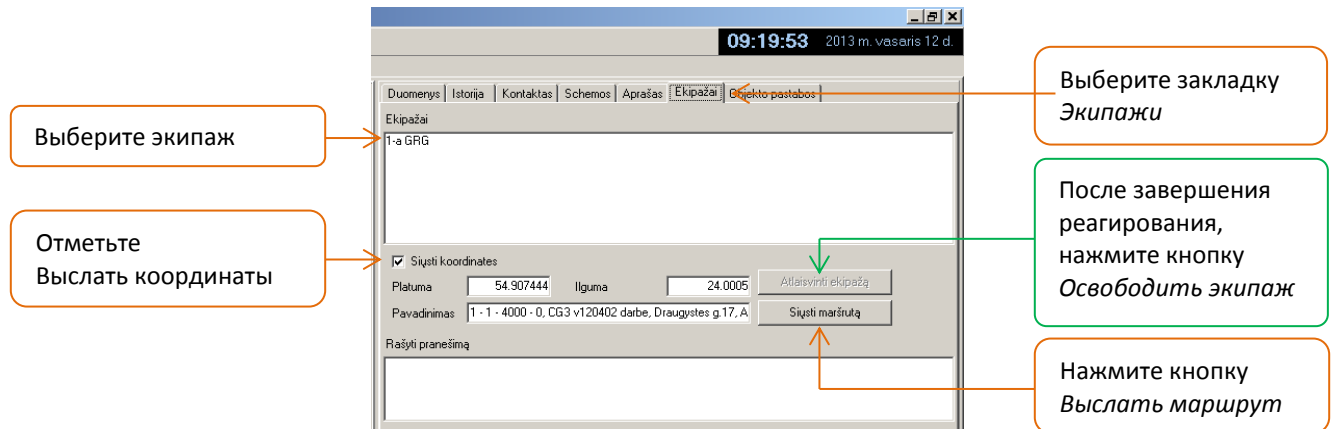 09:19:53 2013 m. vasaris 12 d.
Duomenys Istorija Kontaktas Schemos Aprašas Ekipažai Objekto pastabos
Выберите закладку
Экипажи
Ekipažai
1-a GRG
Выберите экипаж
После завершения
реагирования,
нажмите кнопку
Освободить экипаж
Отметьте
Выслать координаты
Siųsti koordinates
Platuma 54.907444 Ilguma 24.0005 Atlaisvinti ekipažą
Pavadinimas 1 - 1 - 4000 - 0, CG3 v120402 darbe, Draugystes g.17, A Siųsti maršrutą
Rašyti pranešimą
Нажмите кнопку
Выслать маршрут